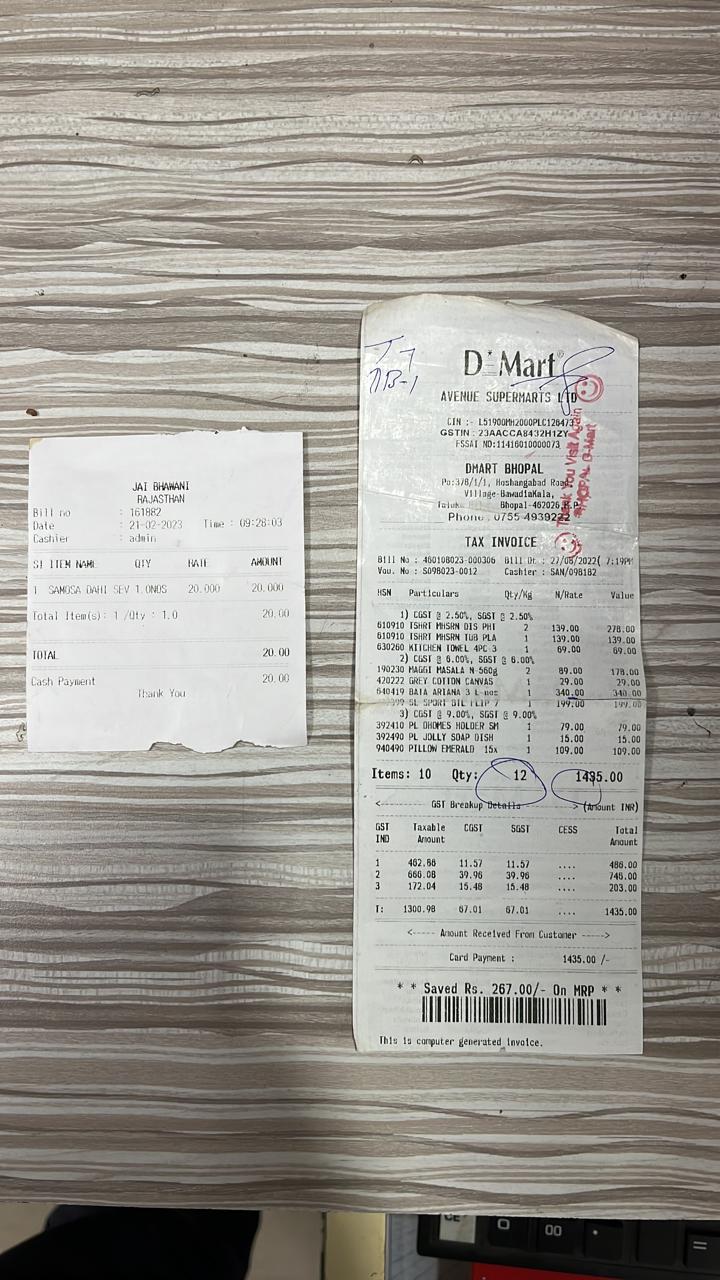 JAI BHAWANI
RAJASTHAN
Bill no : 161882
Date : 21-02-2023 Time : 09:28:03
Cashier : admin
SI ITEM NAME QTY RATE AMOUNT
1 SAMOSA DAHI SEV 1.0NOS 20.000 20.000
Total Item(s): 1 /Qty : 1.0 20.00
TOTAL 20.00
Cash Payment 20.00
Thank You
D*Mart®
AVENUE SUPERMARTS LTD
CIN :- L51900MH2000PLC126473
GSTIN : 23AACCA8432H1ZY
FSSAI NO:11416010000073
DMART BHOPAL
Po:3/8/1/1, Hoshangabad Road
Village-BawadiaKala,
Taluka Bhopal-462026
Phone : 0755-4939222
Thank You Visit Again
BHOPAL D-Mart
TAX INVOICE
Bill No : 460108023-000306 Bill Dt : 27/08/2022( 7:19PM
Vou. No : S098023-0012 Cashier : SAN/098182
HSN Particulars Qty/Kg N/Rate Value
1) CGST @ 2.50%, SGST @ 2.50%
610910 TSHRT MHSRN DIS PHI 2 139.00 278.00
610910 TSHRT MHSRN TUB PLA 1 139.00 139.00
630260 KITCHEN TOWEL 4PC 3 1 69.00 69.00
2) CGST @ 6.00%, SGST @ 6.00%
190230 MAGGI MASALA N-560g 2 89.00 178.00
420222 GREY COTTON CANVAS 1 29.00 29.00
640419 BATA ARIANA 3 L-nos 1 340.00 340.00
SL SPORT BTL FLIP 7 1 199.00 199.00
3) CGST @ 9.00%, SGST @ 9.00%
392410 PL DHOMES HOLDER SM 1 79.00 79.00
392490 PL JOLLY SOAP DISH 1 15.00 15.00
940490 PILLOW EMERALD 15x 1 109.00 109.00
Items: 10 Qty: 12 1435.00
<---- GST Breakup Details ----> (Amount INR)
GST Taxable CGST SGST CESS Total
IND Amount Amount
1 462.86 11.57 11.57 .... 486.00
2 666.08 39.96 39.96 .... 746.00
3 172.04 15.48 15.48 .... 203.00
T: 1300.98 67.01 67.01 .... 1435.00
<----- Amount Received From Customer ----->
Card Payment : 1435.00 /-
* * Saved Rs. 267.00/- On MRP * *
This is computer generated invoice.
CE
0
00
.
=